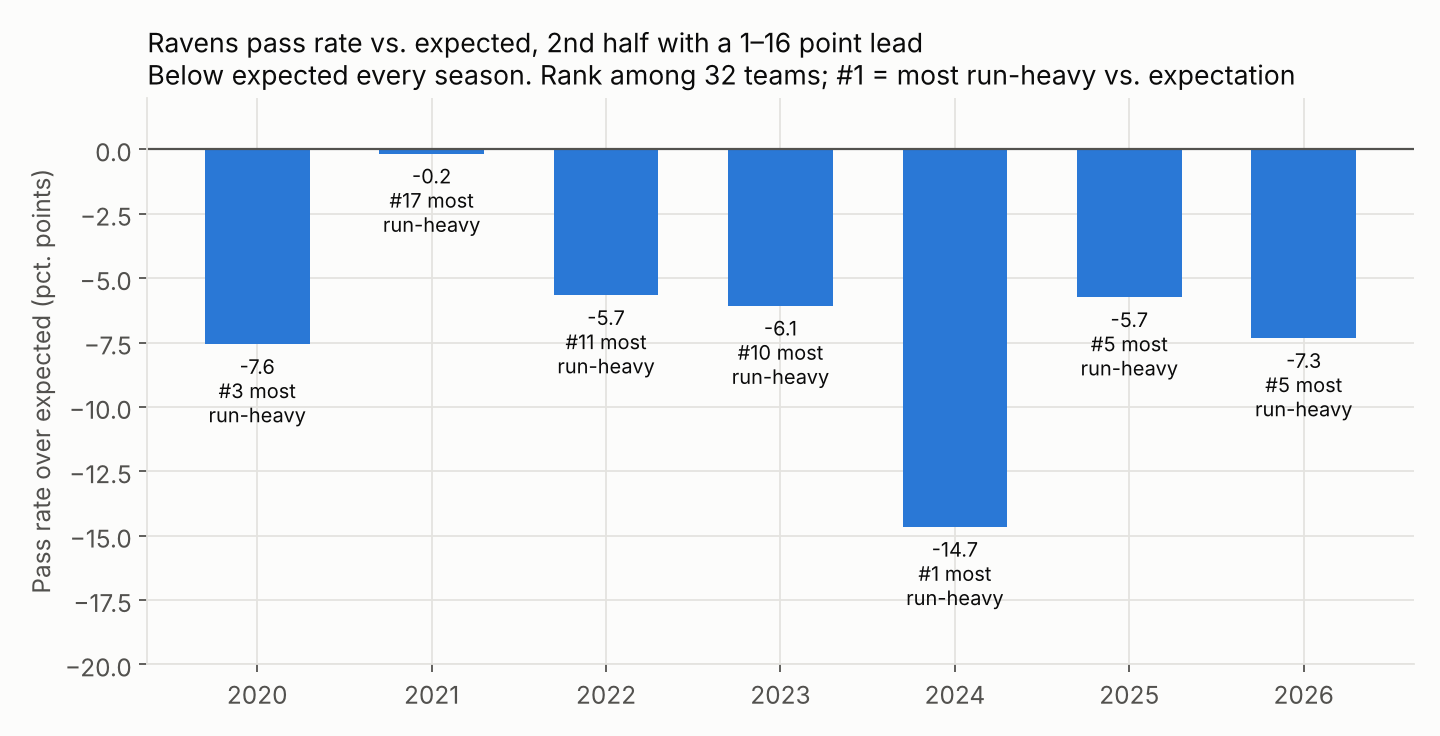 Ravens pass rate vs. expected, 2nd half with a 1–16 point lead
Below expected every season. Rank among 32 teams; #1 = most run-heavy vs. expectation
Pass rate over expected (pct. points)
0.0
−2.5
−5.0
−7.5
−10.0
−12.5
−15.0
−17.5
−20.0
-7.6
#3 most
run-heavy
-0.2
#17 most
run-heavy
-5.7
#11 most
run-heavy
-6.1
#10 most
run-heavy
-14.7
#1 most
run-heavy
-5.7
#5 most
run-heavy
-7.3
#5 most
run-heavy
2020
2021
2022
2023
2024
2025
2026